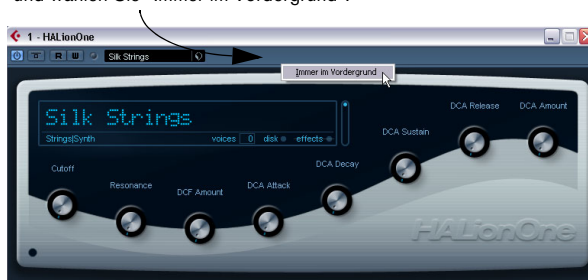 und wählen Sie "Immer im Vordergrund".
1 - HALionOne
R W Silk Strings
Immer im Vordergrund
Silk Strings
Strings|Synth voices 0 disk effects
DCA Release DCA Amount
DCA Sustain
DCA Decay
Cutoff
Resonance
DCF Amount
DCA Attack
HALionOne